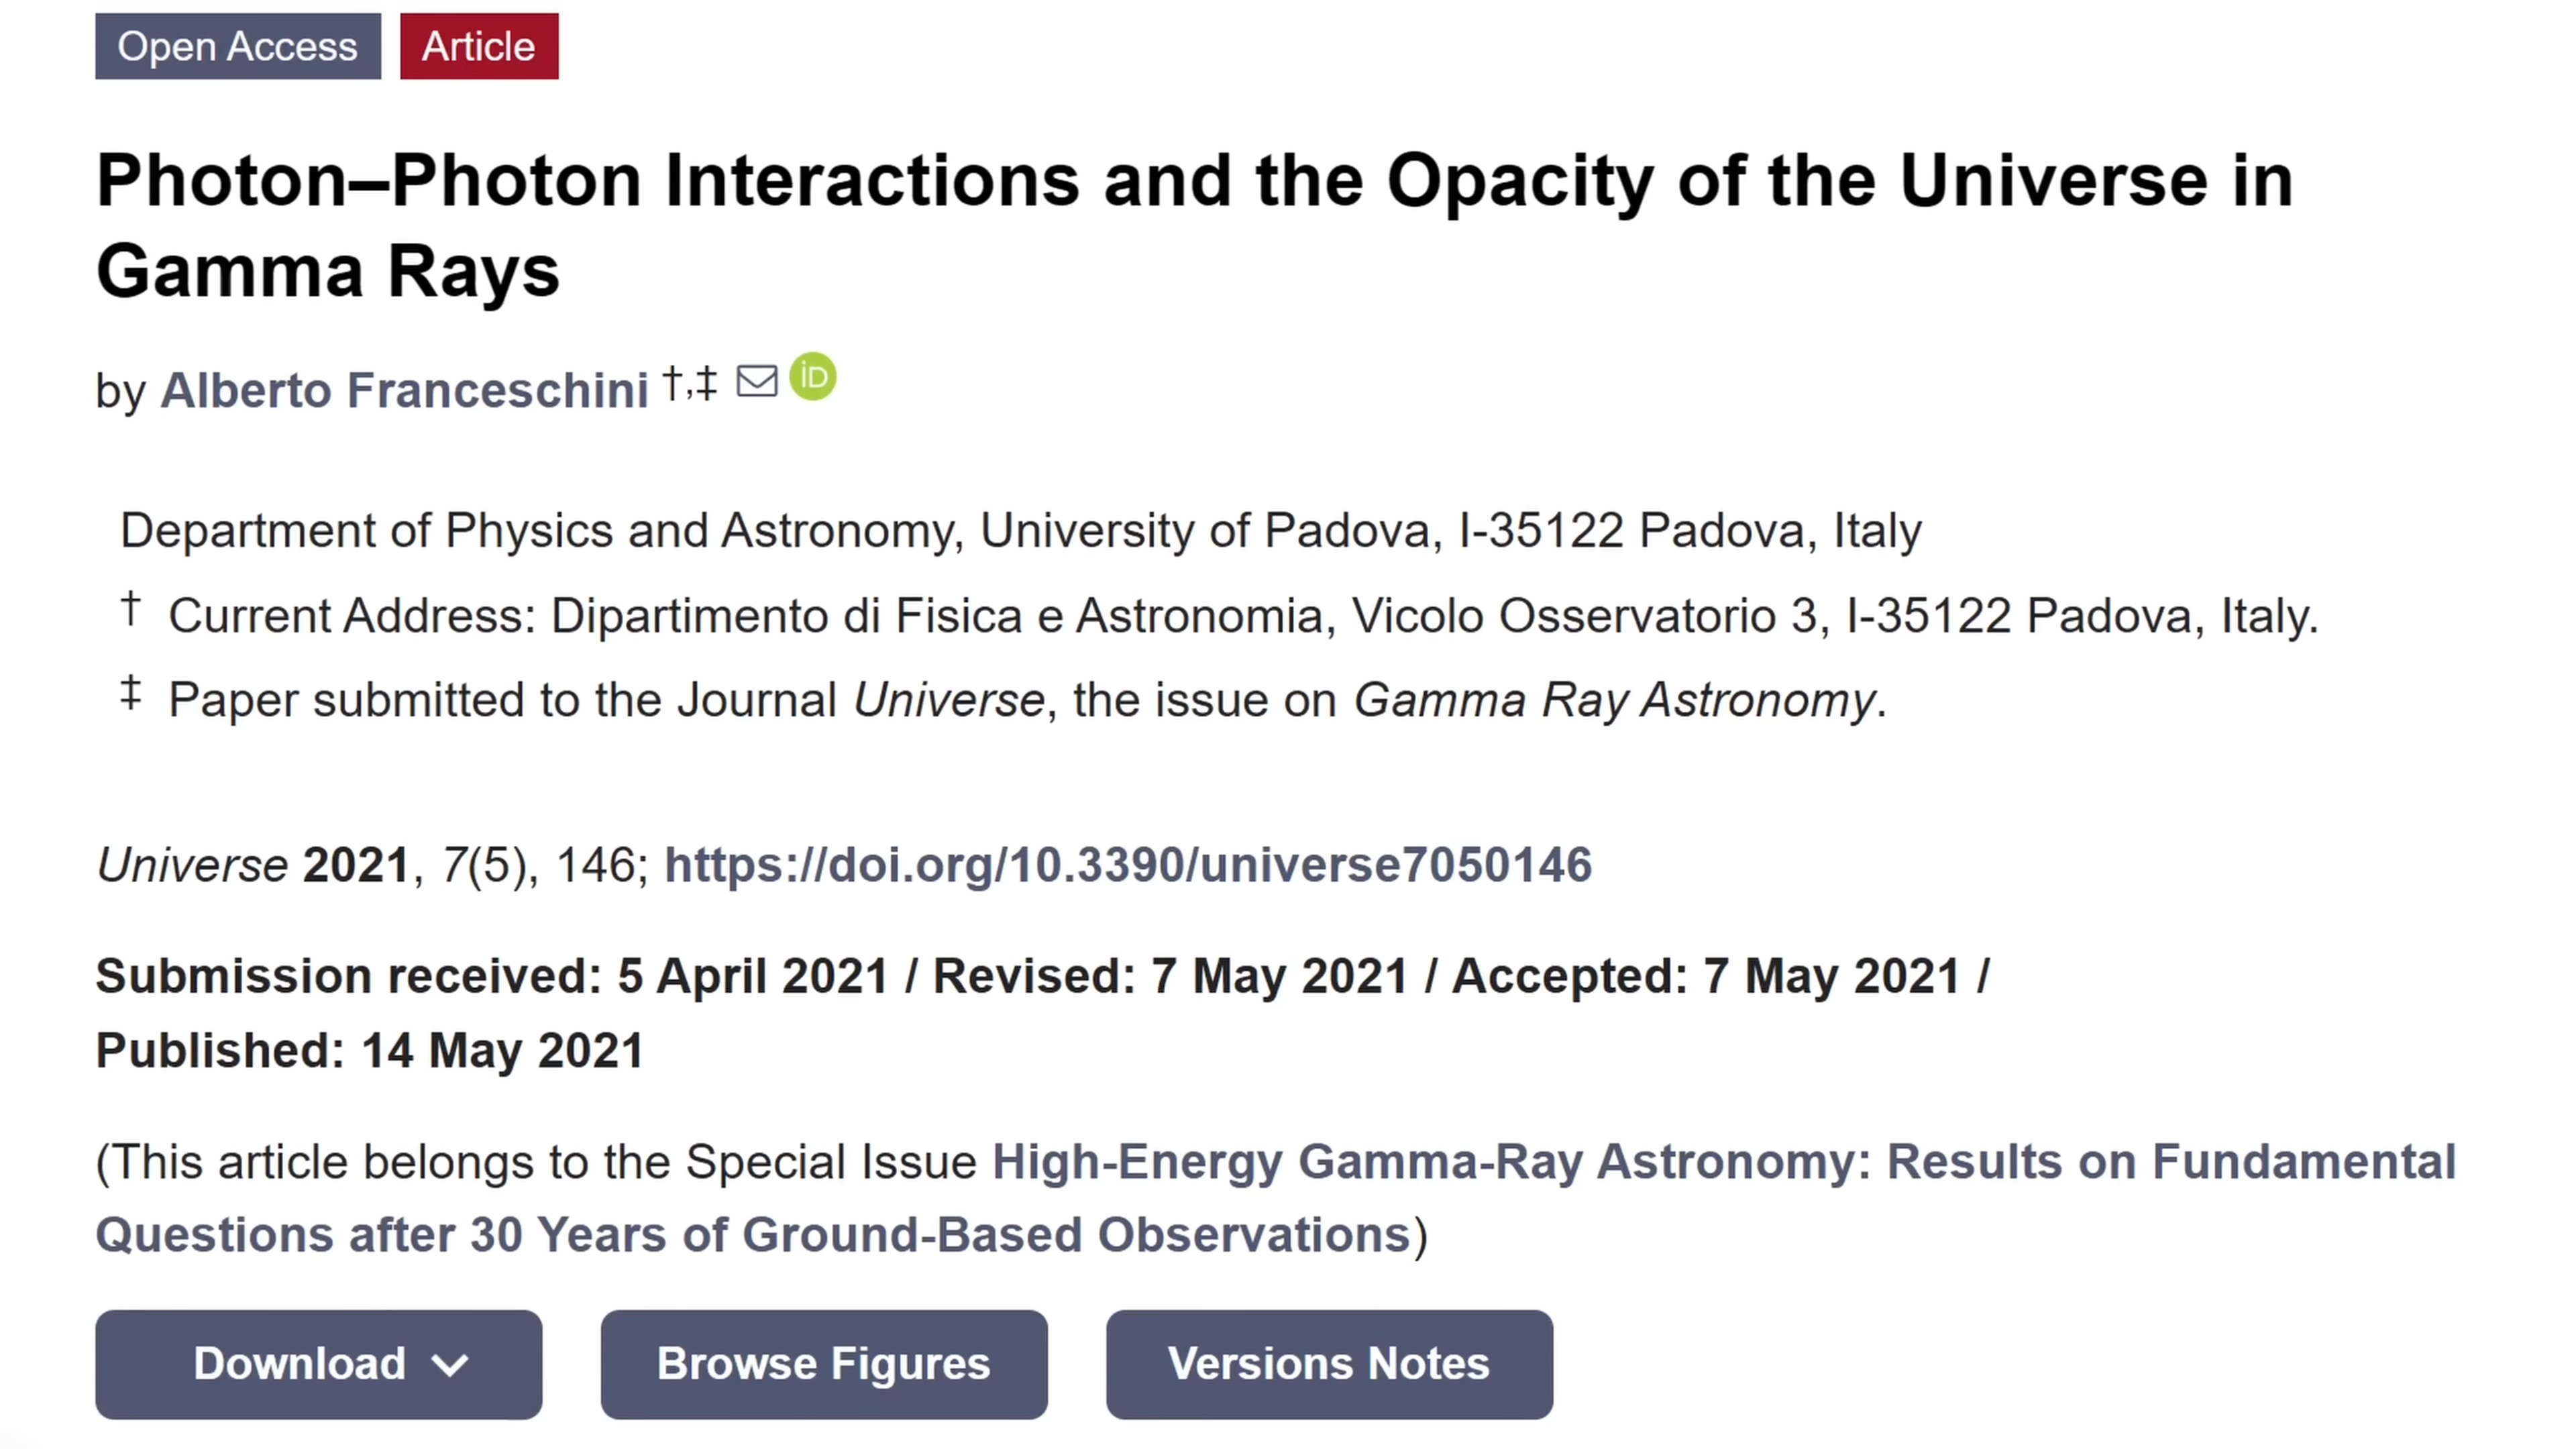 Open Access Article
Photon–Photon Interactions and the Opacity of the Universe in
Gamma Rays
by Alberto Franceschini †,‡ iD
Department of Physics and Astronomy, University of Padova, I-35122 Padova, Italy
† Current Address: Dipartimento di Fisica e Astronomia, Vicolo Osservatorio 3, I-35122 Padova, Italy.
‡ Paper submitted to the Journal Universe, the issue on Gamma Ray Astronomy.
Universe 2021, 7(5), 146; https://doi.org/10.3390/universe7050146
Submission received: 5 April 2021 / Revised: 7 May 2021 / Accepted: 7 May 2021 /
Published: 14 May 2021
(This article belongs to the Special Issue High-Energy Gamma-Ray Astronomy: Results on Fundamental
Questions after 30 Years of Ground-Based Observations)
Download Browse Figures Versions Notes